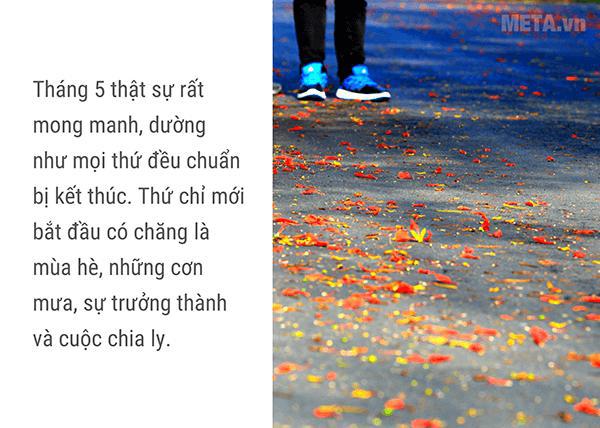 META.vn
Tháng 5 thật sự rất
mong manh, dường
như mọi thứ đều chuẩn
bị kết thúc. Thứ chỉ mới
bắt đầu có chăng là
mùa hè, những cơn
mưa, sự trưởng thành
và cuộc chia ly.